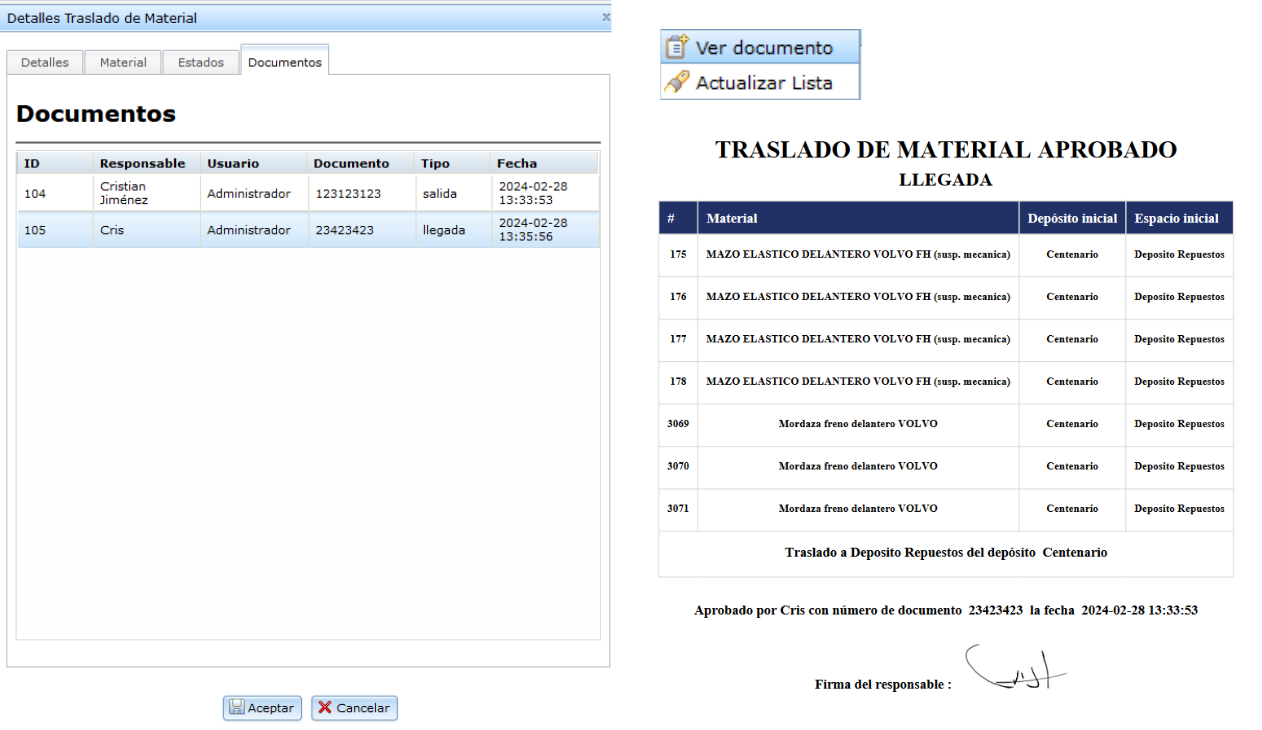 Detalles Traslado de Material x
Detalles Material Estados Documentos
Documentos
ID Responsable Usuario Documento Tipo Fecha
104 Cristian Jiménez Administrador 123123123 salida 2024-02-28 13:33:53
105 Cris Administrador 23423423 llegada 2024-02-28 13:35:56
Aceptar Cancelar
Ver documento
Actualizar Lista
TRASLADO DE MATERIAL APROBADO
LLEGADA
# Material Depósito inicial Espacio inicial
175 MAZO ELASTICO DELANTERO VOLVO FH (susp. mecanica) Centenario Deposito Repuestos
176 MAZO ELASTICO DELANTERO VOLVO FH (susp. mecanica) Centenario Deposito Repuestos
177 MAZO ELASTICO DELANTERO VOLVO FH (susp. mecanica) Centenario Deposito Repuestos
178 MAZO ELASTICO DELANTERO VOLVO FH (susp. mecanica) Centenario Deposito Repuestos
3069 Mordaza freno delantero VOLVO Centenario Deposito Repuestos
3070 Mordaza freno delantero VOLVO Centenario Deposito Repuestos
3071 Mordaza freno delantero VOLVO Centenario Deposito Repuestos
Traslado a Deposito Repuestos del depósito Centenario
Aprobado por Cris con número de documento 23423423 la fecha 2024-02-28 13:33:53
Firma del responsable :